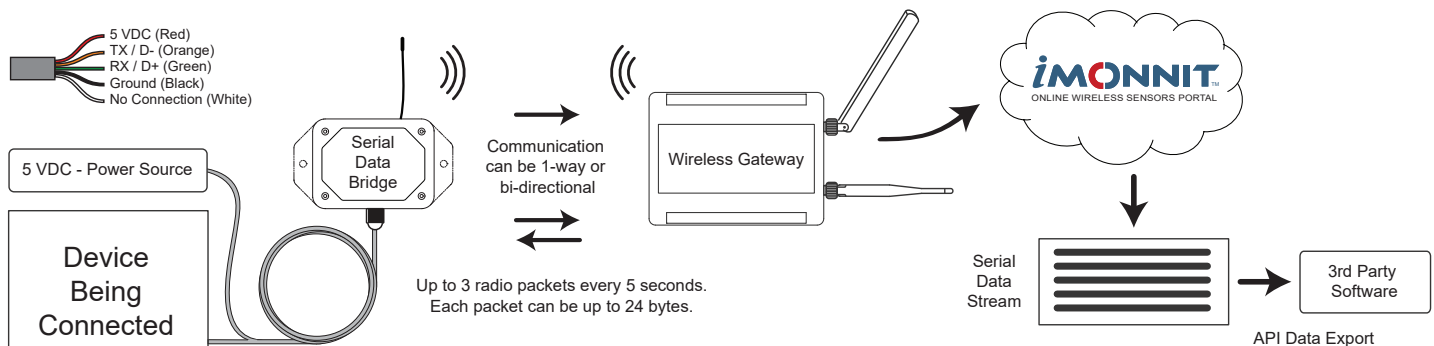 5 VDC (Red)
TX / D- (Orange)
RX / D+ (Green)
Ground (Black)
No Connection (White)
5 VDC - Power Source
Device
Being
Connected
Serial
Data
Bridge
Communication
can be 1-way or
bi-directional
Up to 3 radio packets every 5 seconds.
Each packet can be up to 24 bytes.
Wireless Gateway
iMONNIT™
ONLINE WIRELESS SENSORS PORTAL
Serial
Data
Stream
3rd Party
Software
API Data Export